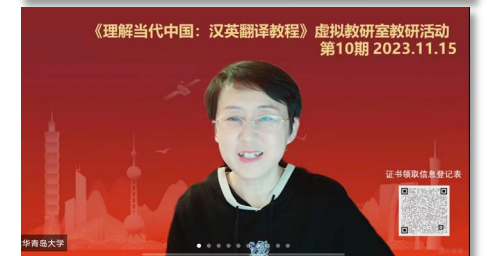 《理解当代中国：汉英翻译教程》虚拟教研室教研活动
第10期 2023.11.15
证书领取信息登记表
华青岛大学